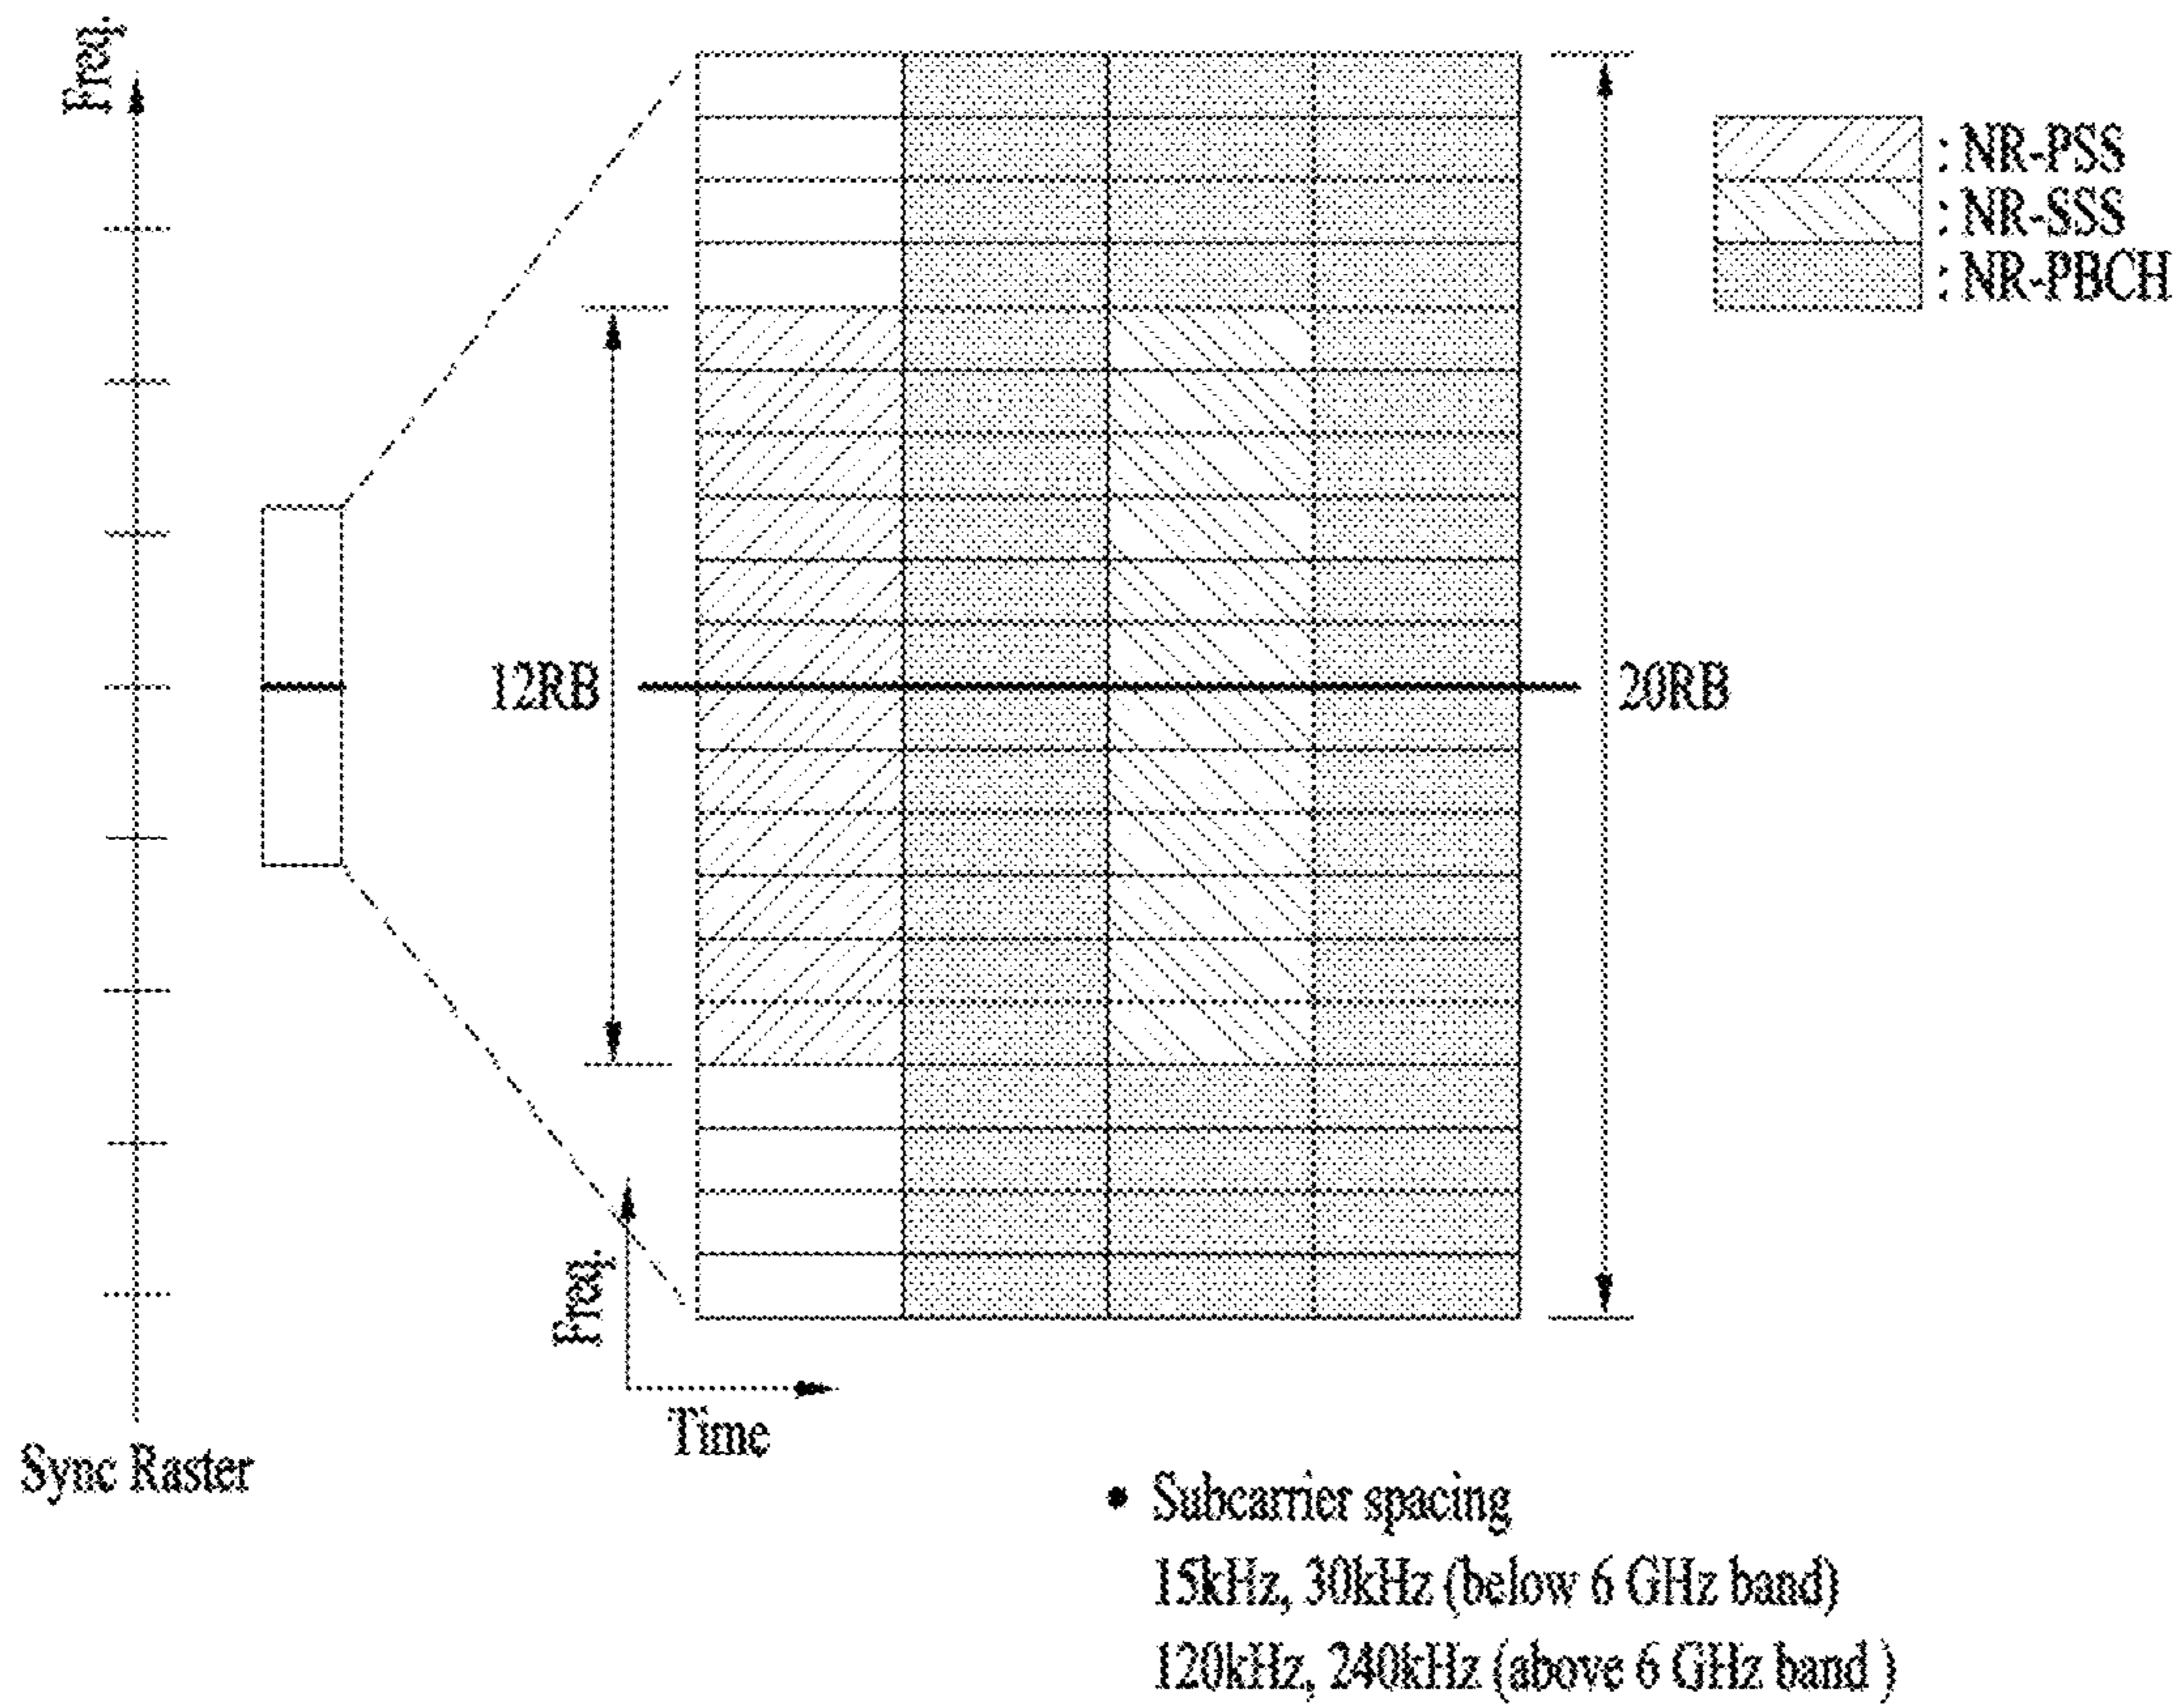 Freq.
: NR-PSS
: NR-SSS
: NR-PBCH
12RB
20RB
Freq.
Time
Sync Raster
• Subcarrier spacing
15kHz, 30kHz (below 6 GHz band)
120kHz, 240kHz (above 6 GHz band )